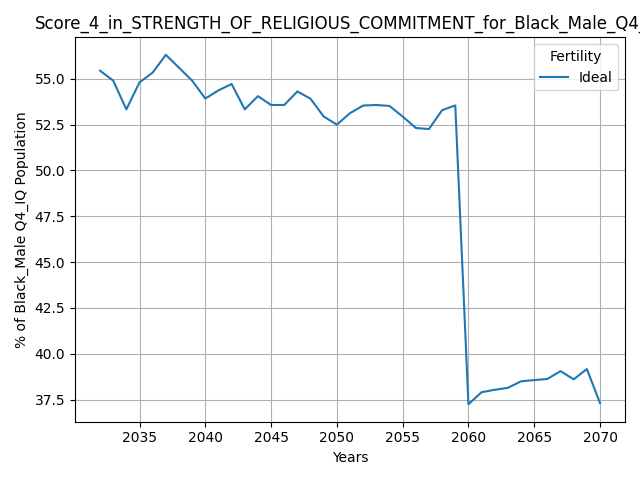 Score_4_in_STRENGTH_OF_RELIGIOUS_COMMITMENT_for_Black_Male_Q4_
Fertility
Ideal
% of Black_Male Q4_IQ Population
55.0
52.5
50.0
47.5
45.0
42.5
40.0
37.5
2035 2040 2045 2050 2055 2060 2065 2070
Years